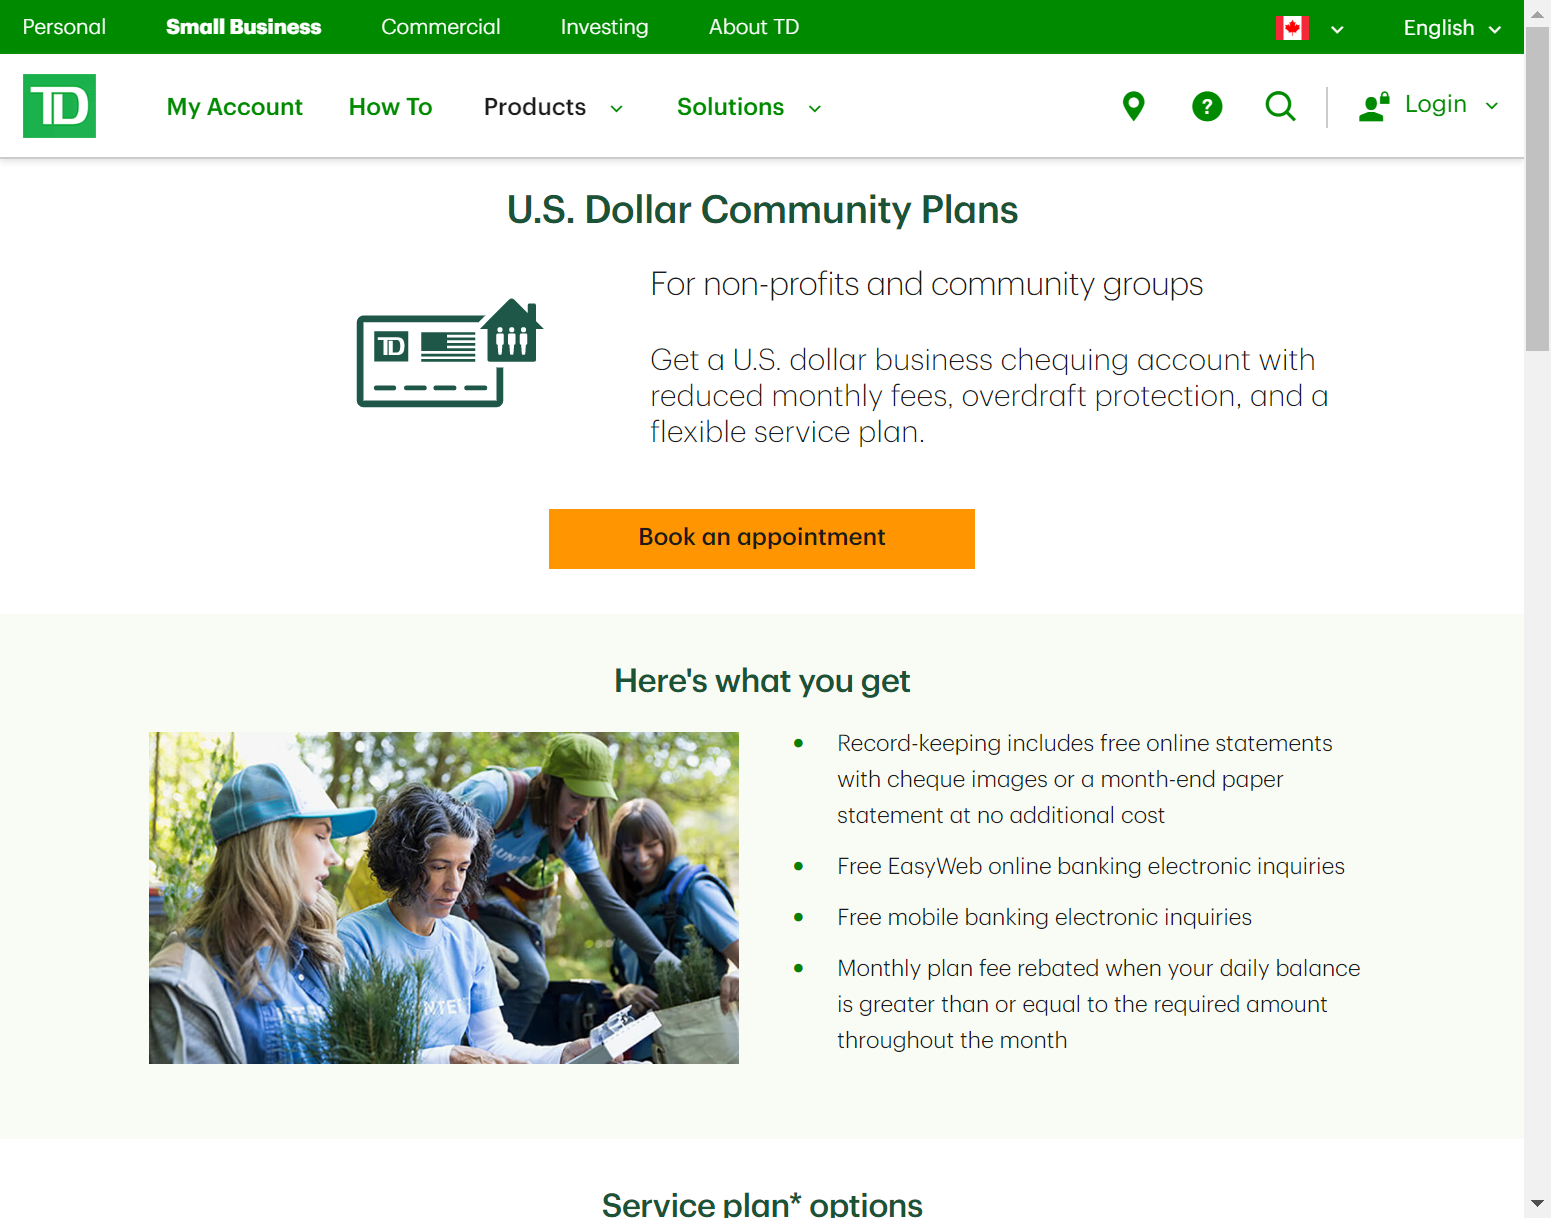 Personal
Small Business
Commercial
Investing
About TD
English
TD
My Account
How To
Products
Solutions
?
Login
U.S. Dollar Community Plans
TD
For non-profits and community groups
Get a U.S. dollar business chequing account with
reduced monthly fees, overdraft protection, and a
flexible service plan.
Book an appointment
Here's what you get
Record-keeping includes free online statements
with cheque images or a month-end paper
statement at no additional cost
Free EasyWeb online banking electronic inquiries
Free mobile banking electronic inquiries
Monthly plan fee rebated when your daily balance
is greater than or equal to the required amount
throughout the month
Service plan* options